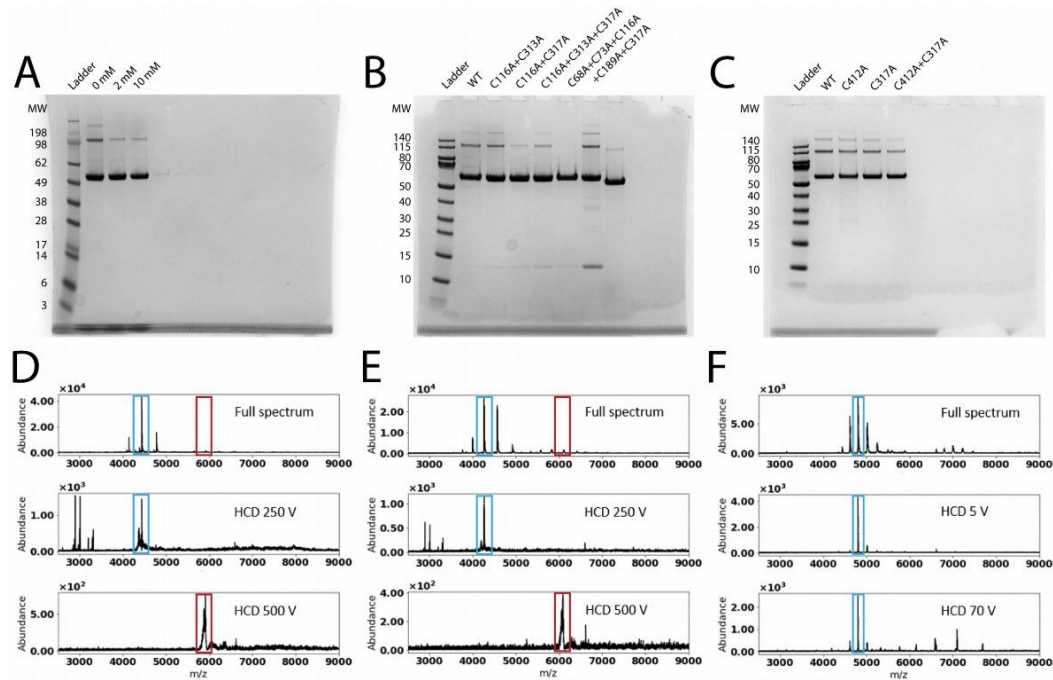 A
Ladder
0 mM
2 mM
10 mM
MW
198
98
62
49
38
28
17
14
6
3
B
Ladder
WT
C116A+C313A
C116A+C317A
C116A+C313A+C317A
C68A+C73A+C116A
+C189A+C317A
MW
140
115
80
70
50
40
30
25
15
10
C
Ladder
WT
C412A
C317A
C412A+C317A
MW
140
115
80
70
50
40
30
25
15
10
D
×10⁴
Abundance
4.00
2.00
0.00
Full spectrum
3000 4000 5000 6000 7000 8000 9000
×10³
Abundance
1.00
0.00
HCD 250 V
3000 4000 5000 6000 7000 8000 9000
×10²
Abundance
5.00
0.00
HCD 500 V
3000 4000 5000 6000 7000 8000 9000
m/z
E
×10⁴
Abundance
2.00
1.00
0.00
Full spectrum
3000 4000 5000 6000 7000 8000 9000
×10³
Abundance
1.00
0.50
0.00
HCD 250 V
3000 4000 5000 6000 7000 8000 9000
×10²
Abundance
4.00
2.00
0.00
HCD 500 V
3000 4000 5000 6000 7000 8000 9000
m/z
F
×10³
Abundance
5.00
0.00
Full spectrum
3000 4000 5000 6000 7000 8000 9000
×10³
Abundance
4.00
2.00
0.00
HCD 5 V
3000 4000 5000 6000 7000 8000 9000
×10³
Abundance
2.00
1.00
0.00
HCD 70 V
3000 4000 5000 6000 7000 8000 9000
m/z